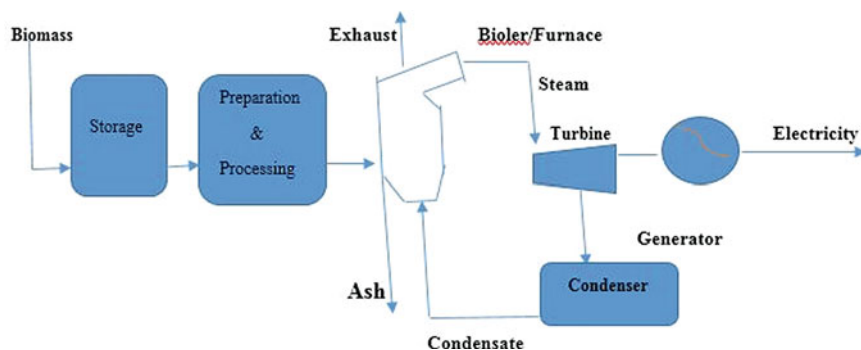 Biomass
Exhaust
Bioler/Furnace
Storage
Preparation
&
Processing
Steam
Turbine
Electricity
Generator
Ash
Condenser
Condensate